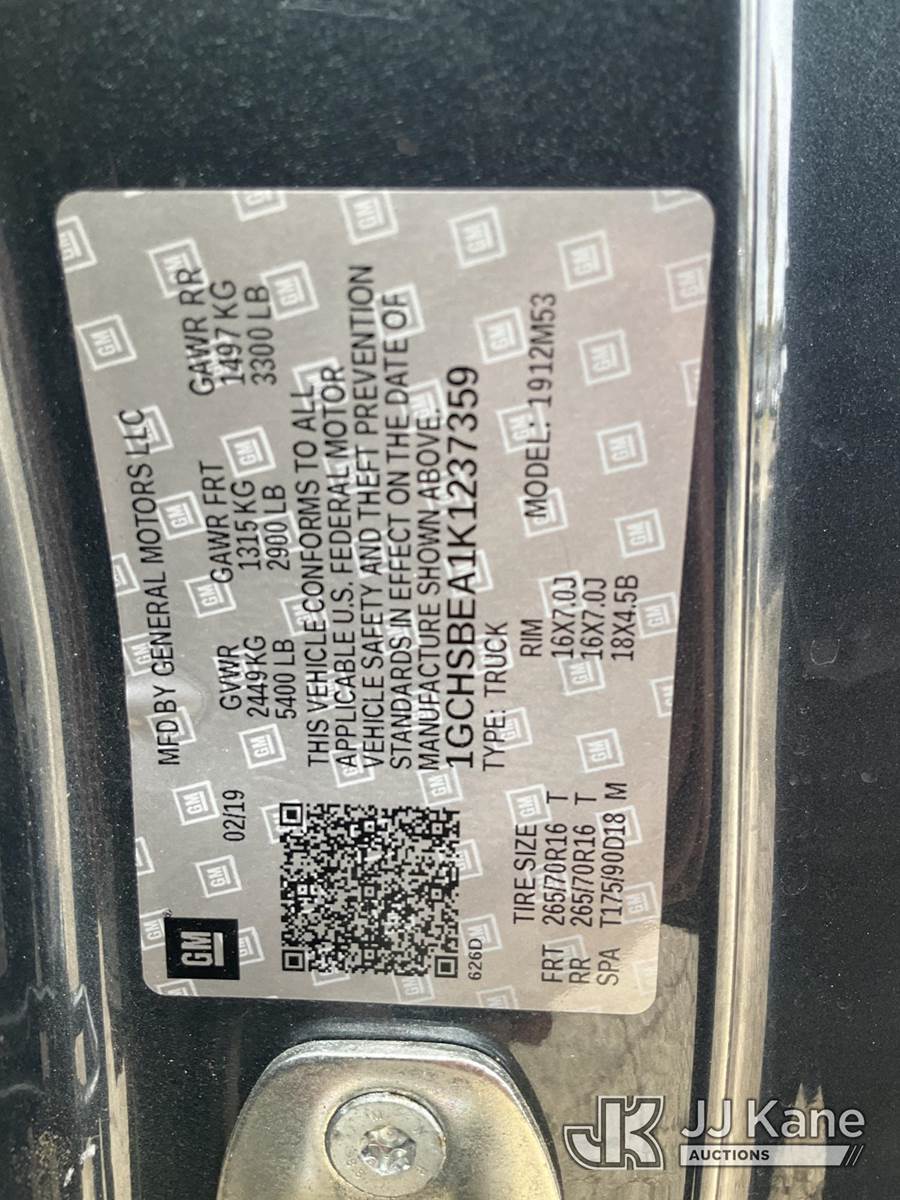 GM
MFD BY GENERAL MOTORS LLC
02/19
GVWR GAWR FRT GAWR RR
2449 KG 1315 KG 1497 KG
5400 LB 2900 LB 3300 LB
THIS VEHICLE CONFORMS TO ALL
APPLICABLE U.S. FEDERAL MOTOR
VEHICLE SAFETY AND THEFT PREVENTION
STANDARDS IN EFFECT ON THE DATE OF
MANUFACTURE SHOWN ABOVE.
1GCHSBEA1K1237359
626D
TYPE: TRUCK
MODEL: 1912M53
TIRE SIZE RIM
FRT 265/70R16 T 16X7.0J
RR 265/70R16 T 16X7.0J
SPA T175/90D18 M 18X4.5B
JK JJ Kane
AUCTIONS